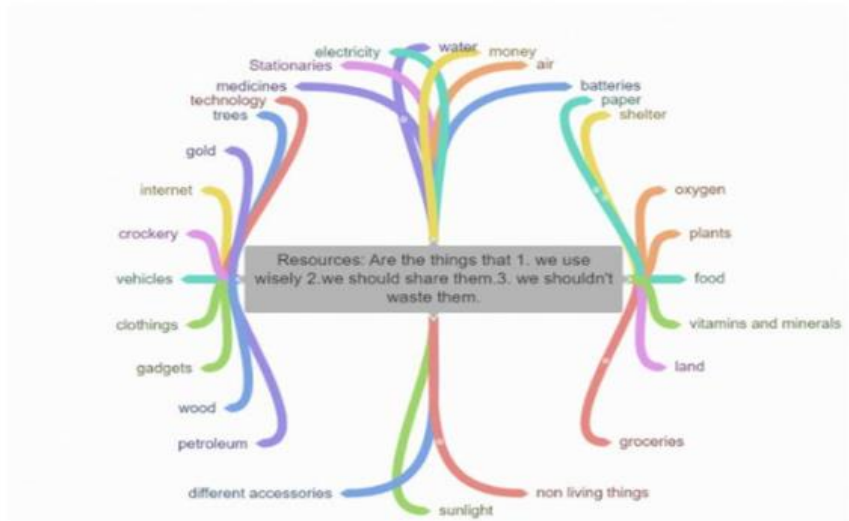 electricity
water
money
Stationaries
air
medicines
batteries
technology
paper
trees
shelter
gold
internet
oxygen
crockery
plants
Resources: Are the things that 1. we use
wisely 2.we should share them.3. we shouldn't
waste them.
vehicles
food
clothings
vitamins and minerals
gadgets
land
wood
petroleum
groceries
different accessories
non living things
sunlight